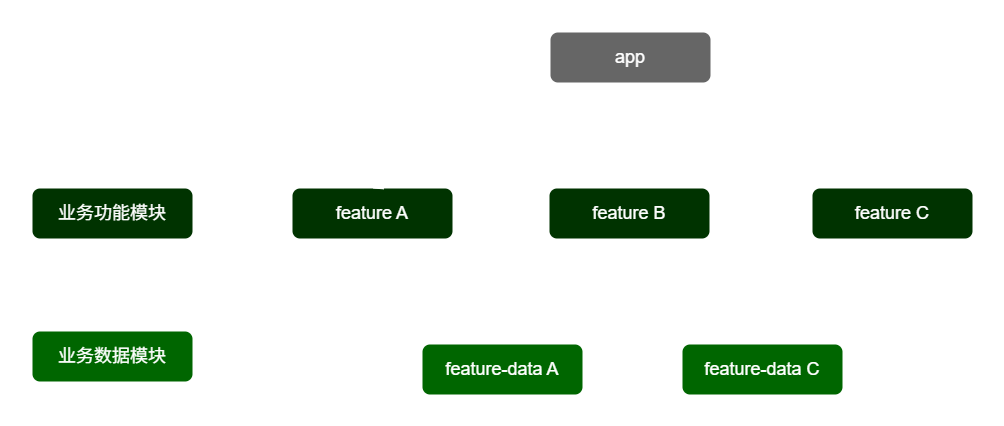 app
业务功能模块
feature A
feature B
feature C
业务数据模块
feature-data A
feature-data C